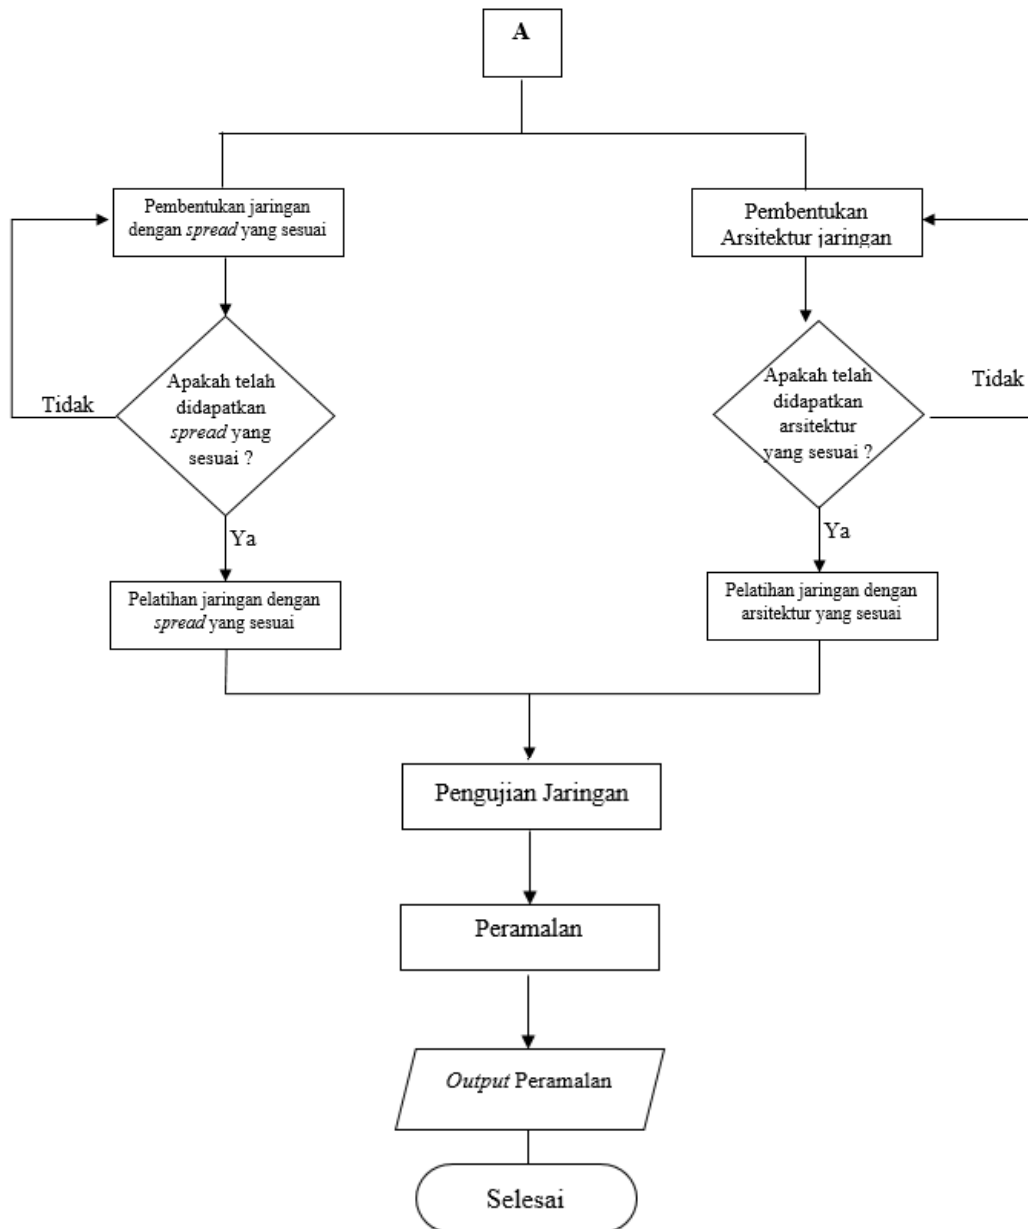 A
Pembentukan jaringan
dengan spread yang sesuai
Pembentukan
Arsitektur jaringan
Apakah telah
didapatkan
spread yang
sesuai ?
Tidak
Apakah telah
didapatkan
arsitektur
yang sesuai ?
Tidak
Ya
Ya
Pelatihan jaringan dengan
spread yang sesuai
Pelatihan jaringan dengan
arsitektur yang sesuai
Pengujian Jaringan
Peramalan
Output Peramalan
Selesai